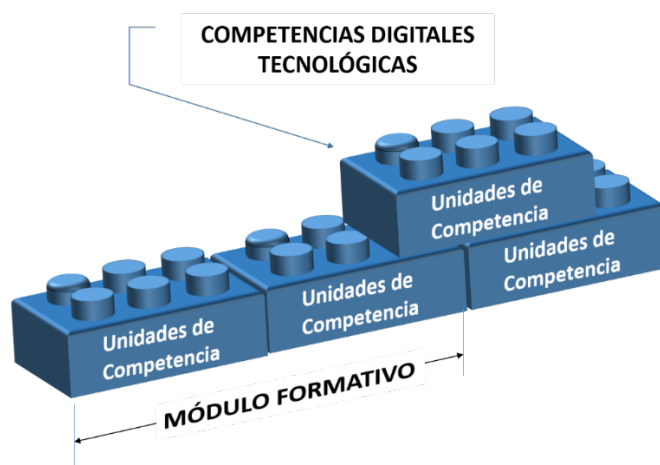 COMPETENCIAS DIGITALES
TECNOLÓGICAS
Unidades de
Competencia
Unidades de
Competencia
Unidades de
Competencia
Unidades de
Competencia
MÓDULO FORMATIVO